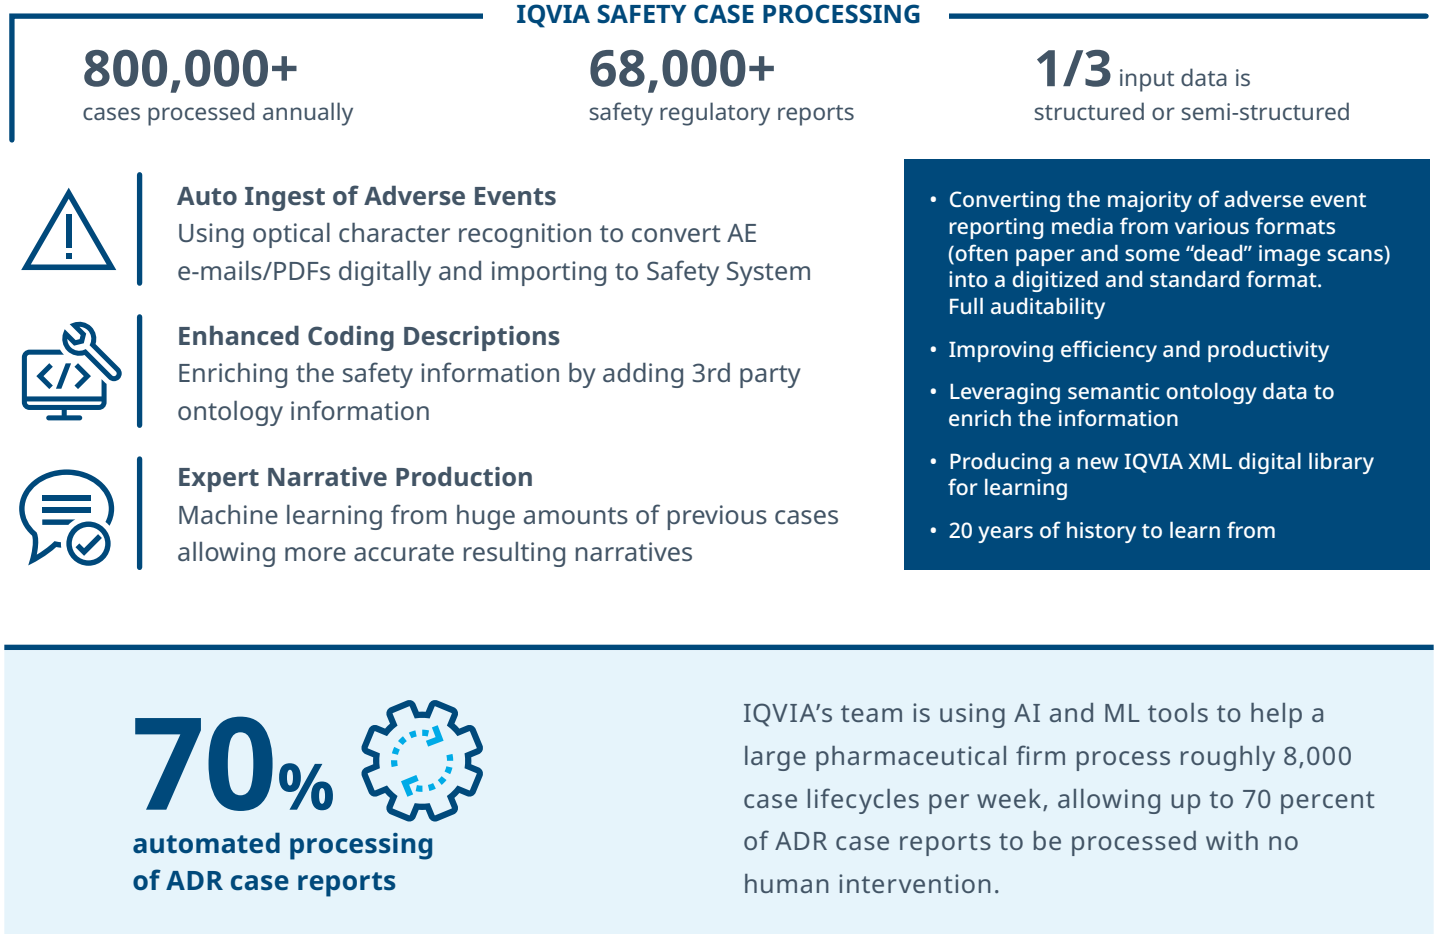 IQVIA SAFETY CASE PROCESSING
800,000+
cases processed annually
68,000+
safety regulatory reports
1/3 input data is
structured or semi-structured
Auto Ingest of Adverse Events
Using optical character recognition to convert AE
e-mails/PDFs digitally and importing to Safety System
</>
Enhanced Coding Descriptions
Enriching the safety information by adding 3rd party
ontology information
Expert Narrative Production
Machine learning from huge amounts of previous cases
allowing more accurate resulting narratives
• Converting the majority of adverse event
reporting media from various formats
(often paper and some “dead” image scans)
into a digitized and standard format.
Full auditability
• Improving efficiency and productivity
• Leveraging semantic ontology data to
enrich the information
• Producing a new IQVIA XML digital library
for learning
• 20 years of history to learn from
70%
automated processing
of ADR case reports
IQVIA’s team is using AI and ML tools to help a
large pharmaceutical firm process roughly 8,000
case lifecycles per week, allowing up to 70 percent
of ADR case reports to be processed with no
human intervention.